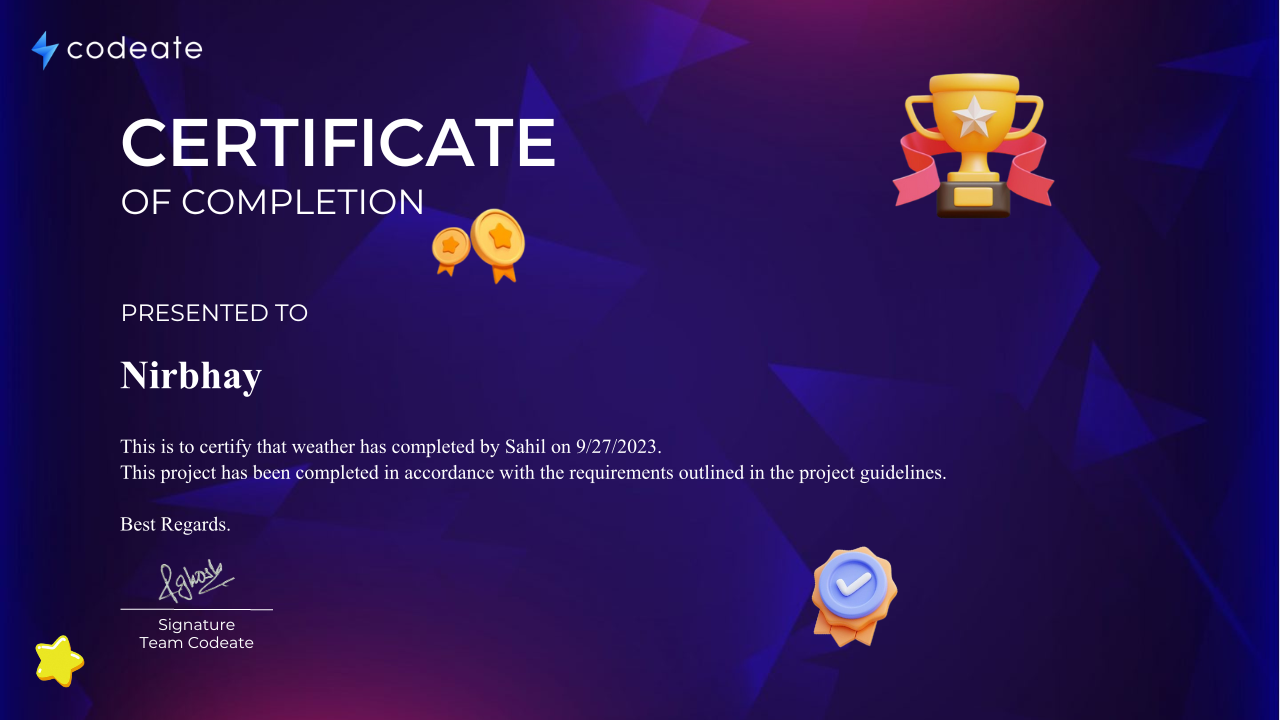 codeate
CERTIFICATE
OF COMPLETION
PRESENTED TO
Nirbhay
This is to certify that weather has completed by Sahil on 9/27/2023.
This project has been completed in accordance with the requirements outlined in the project guidelines.
Best Regards.
Signature
Team Codeate